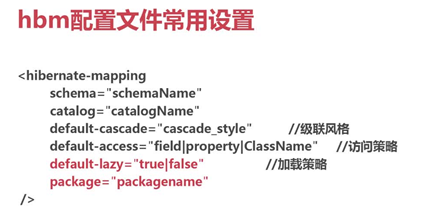 hbm配置文件常用设置
<hibernate-mapping
schema="schemaName"
catalog="catalogName"
default-cascade="cascade_style" //级联风格
default-access="field|property|ClassName" //访问策略
default-lazy="true|false" //加载策略
package="packagename"
/>